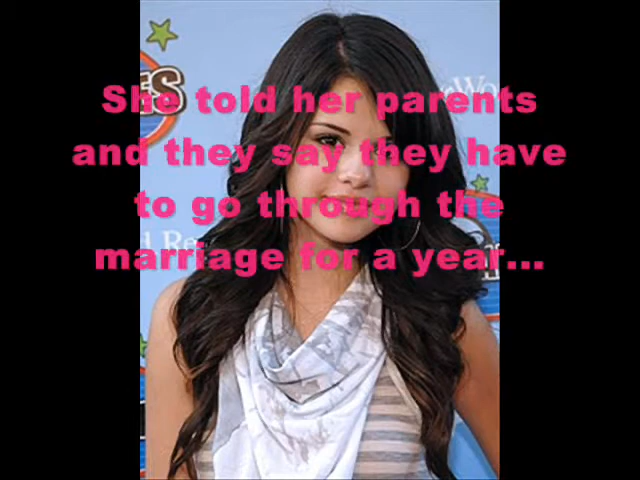 She told her parents
and they say they have
to go through the
marriage for a year...